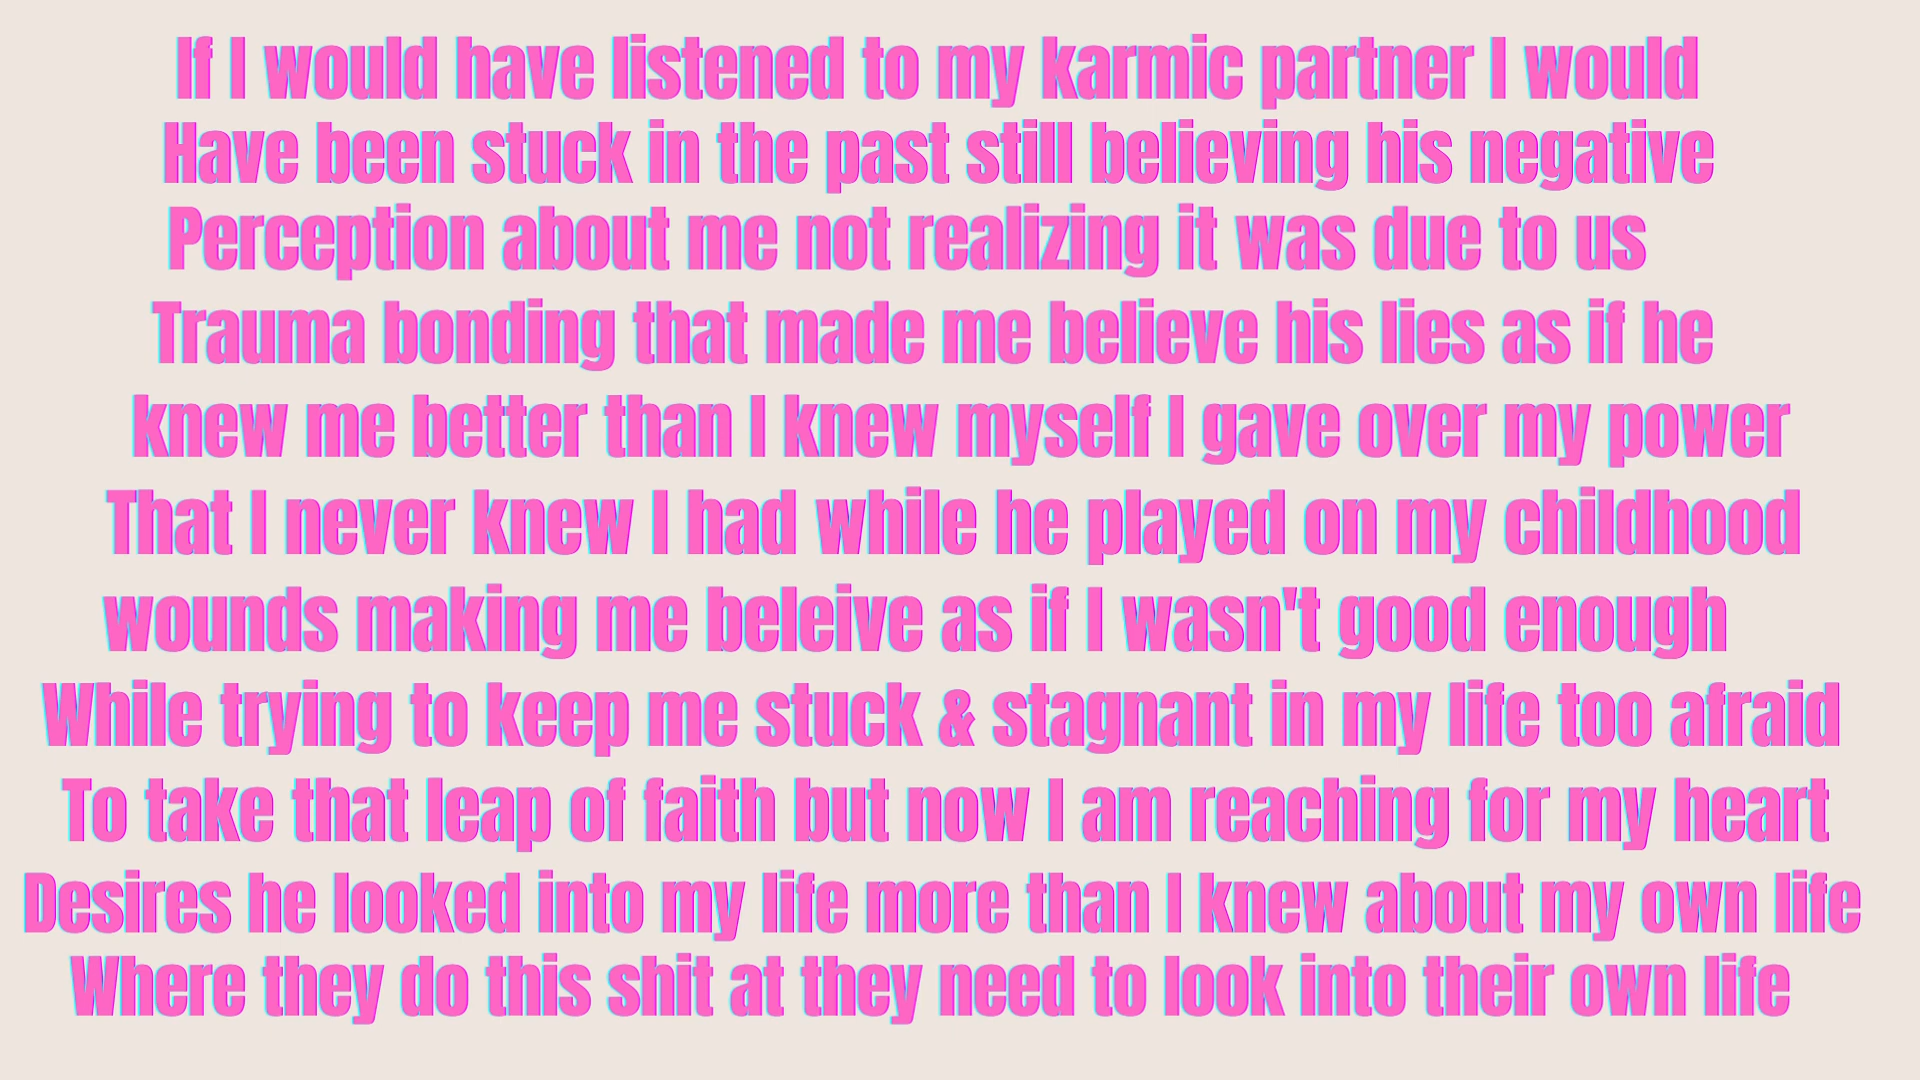 If I would have listened to my karmic partner I would
Have been stuck in the past still believing his negative
Perception about me not realizing it was due to us
Trauma bonding that made me believe his lies as if he
knew me better than I knew myself I gave over my power
That I never knew I had while he played on my childhood
wounds making me beleive as if I wasn't good enough
While trying to keep me stuck & stagnant in my life too afraid
To take that leap of faith but now I am reaching for my heart
Desires he looked into my life more than I knew about my own life
Where they do this shit at they need to look into their own life